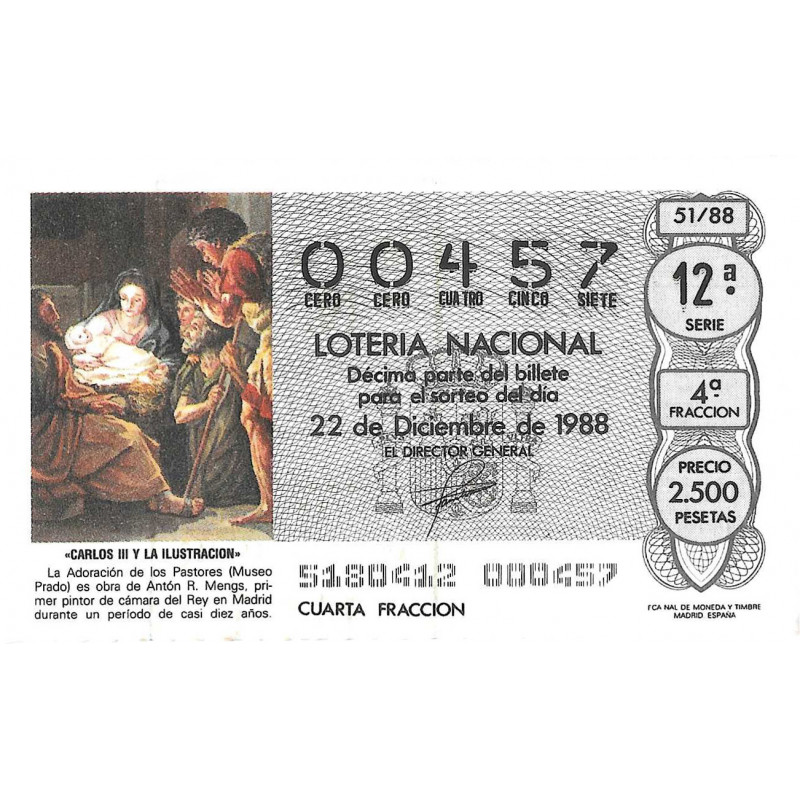 51/88
0 0 4 5 7
CERO CERO CUATRO CINCO SIETE
12ª
SERIE
LOTERIA NACIONAL
Décima parte del billete
para el sorteo del día
22 de Diciembre de 1988
EL DIRECTOR GENERAL
4ª
FRACCION
PRECIO
2.500
PESETAS
«CARLOS III Y LA ILUSTRACION»
La Adoración de los Pastores (Museo
Prado) es obra de Antón R. Mengs, pri-
mer pintor de cámara del Rey en Madrid
durante un período de casi diez años.
5180412 000457
CUARTA FRACCION
FCA NAL DE MONEDA Y TIMBRE
MADRID ESPAÑA